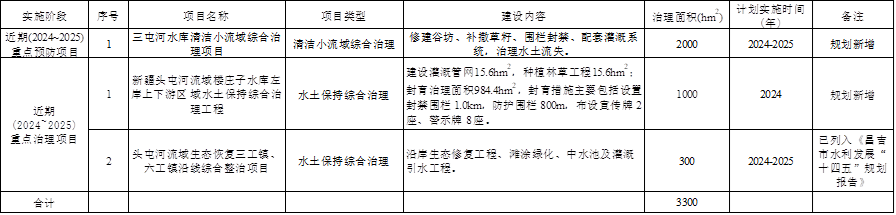 实施阶段 序号 项目名称 项目类型 建设内容 治理面积(hm²) 计划实施时间(年) 备注
近期(2024~2025)重点预防项目 1 三屯河水库清洁小流域综合治理项目 清洁小流域综合治理 修建谷坊、补撒草籽、围栏封禁、配套灌溉系统，治理水土流失。 2000 2024-2025 规划新增
近期(2024~2025)重点治理项目 1 新疆头屯河流域楼庄子水库左岸上下游区 域水土保持综合治理工程 水土保持综合治理 建设灌溉管网15.6hm²，种植林草工程15.6hm²；封育治理面积984.4hm²，封育措施主要包括设置封禁围栏 1.0km，防护围栏 800m，布设宣传牌 2 座、警示牌 8 座。 1000 2024 规划新增
2 头屯河流域生态恢复三工镇、六工镇沿线综合整治项目 水土保持综合治理 沿岸生态修复工程、滩涂绿化、中水池及灌溉引水工程。 300 2024-2025 已列入《昌吉市水利发展“十四五”规划报告》
合计 3300